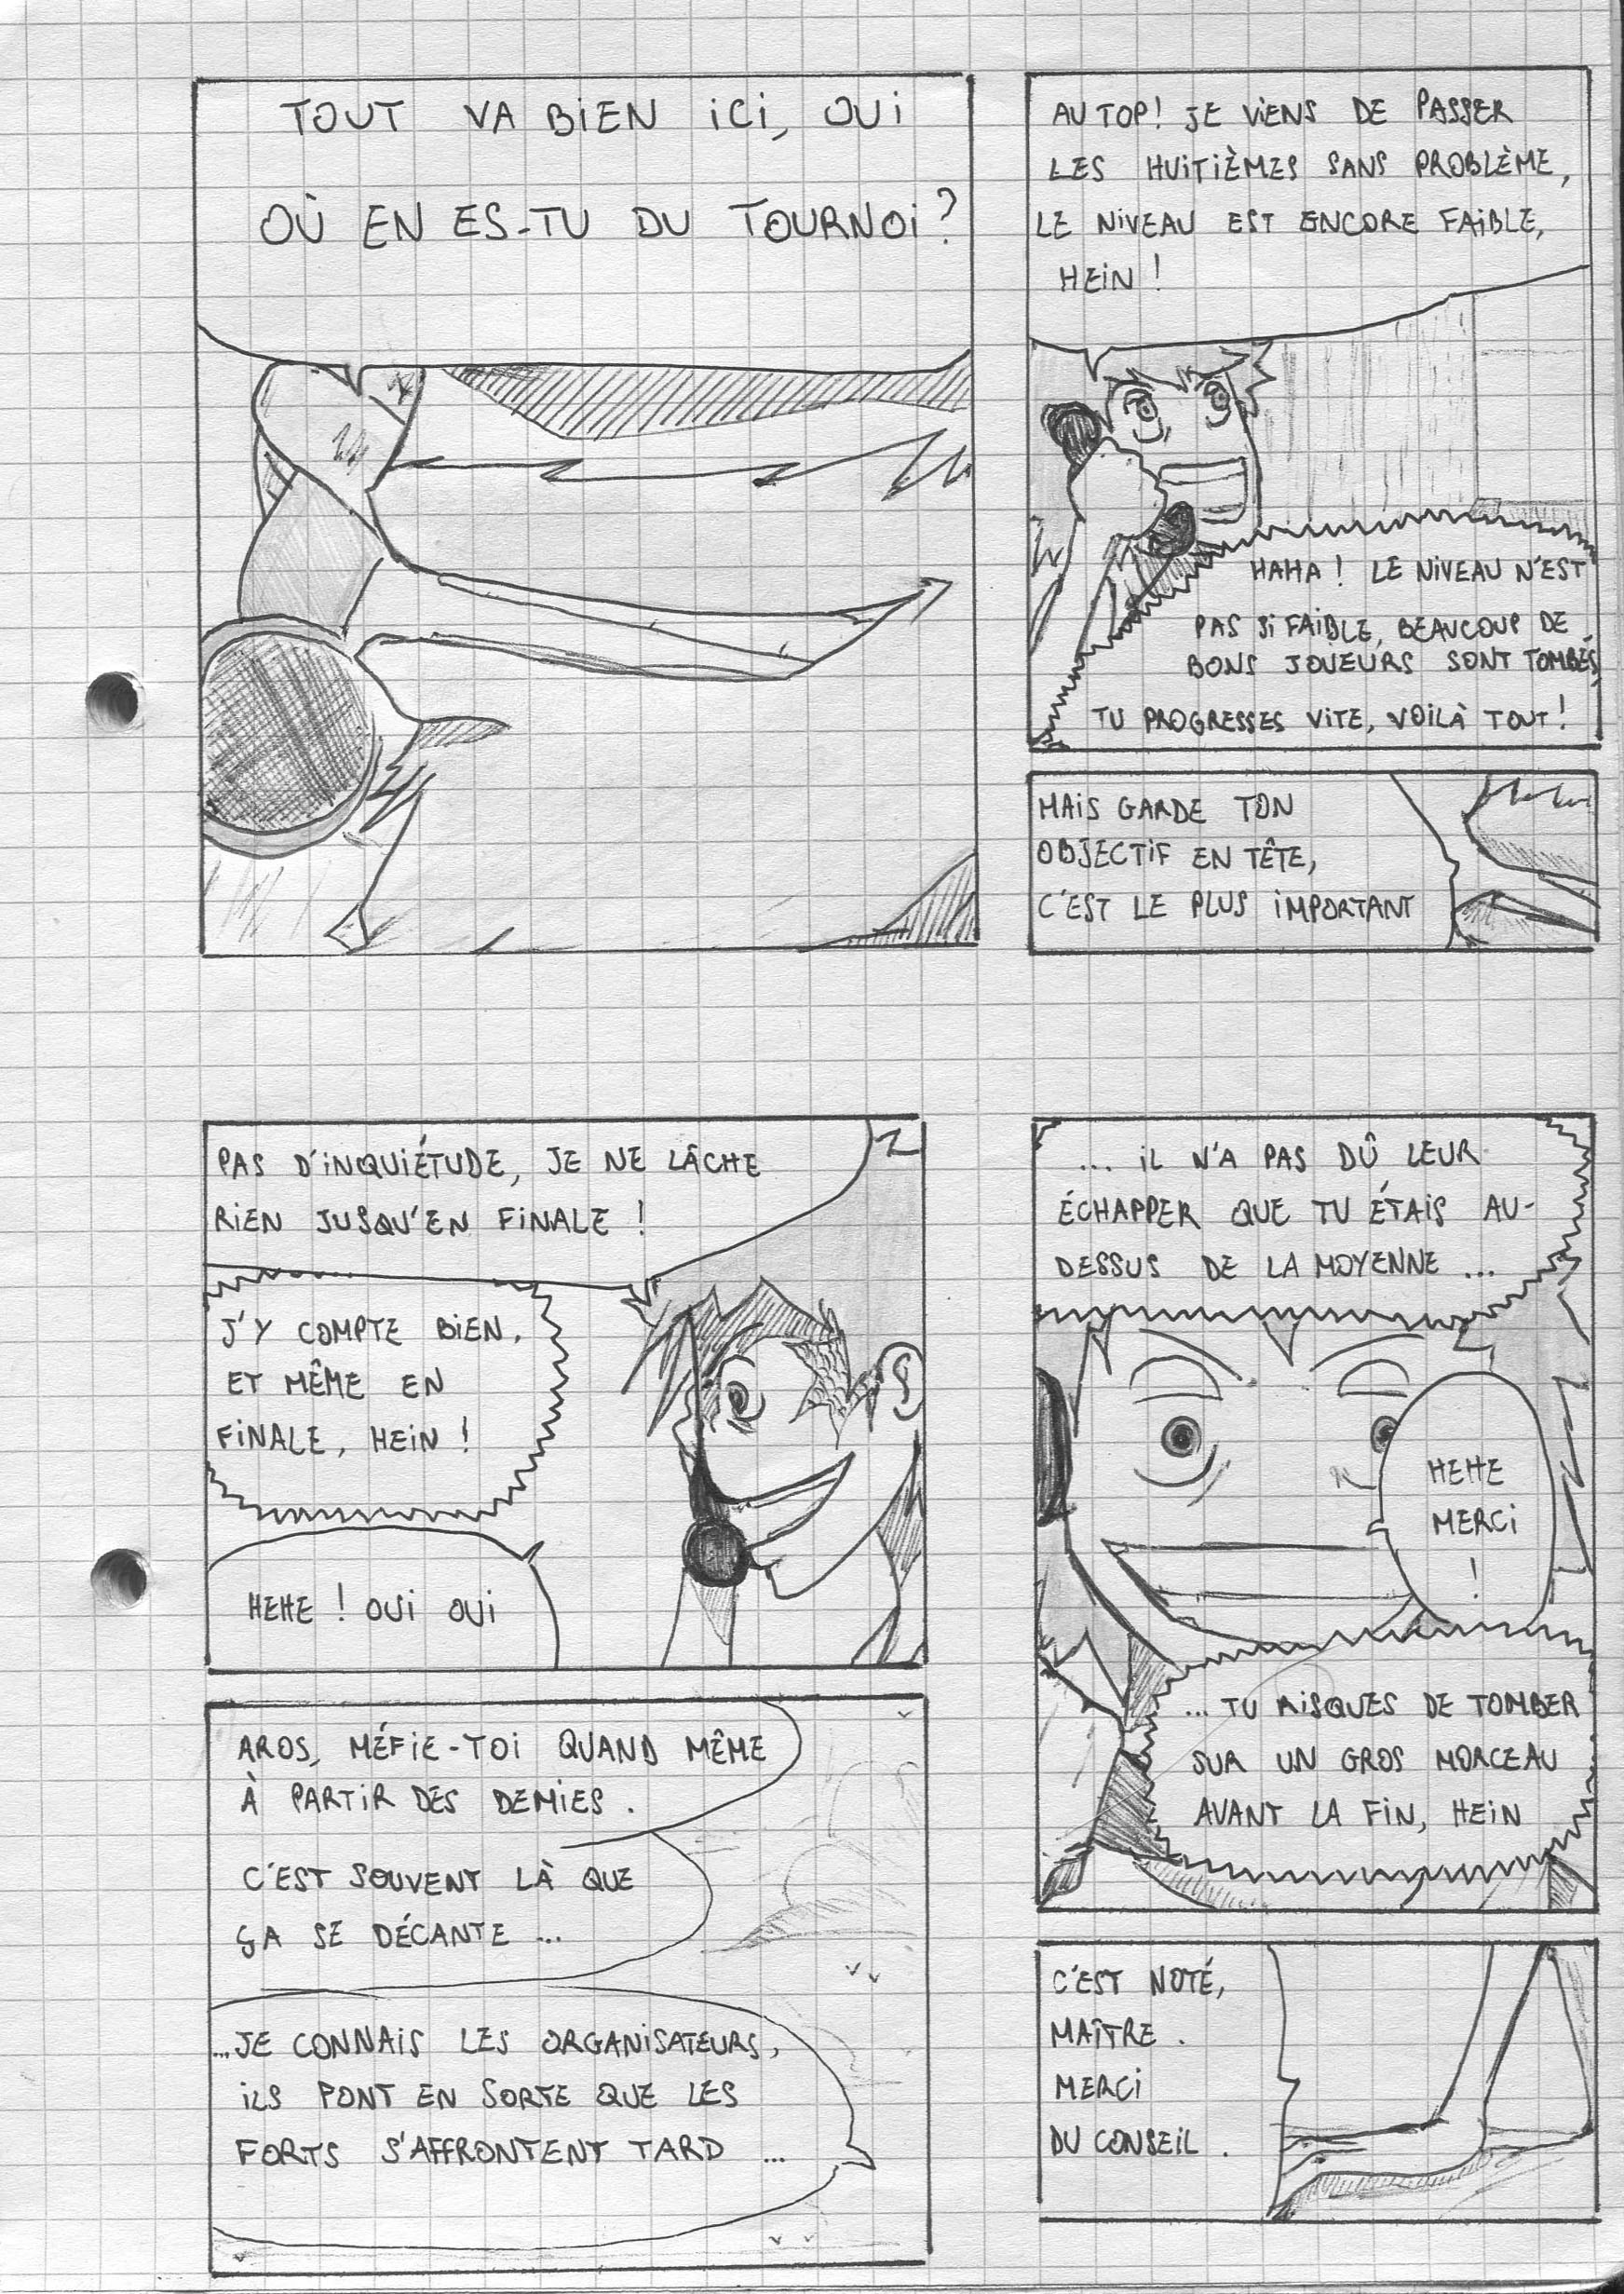 TOUT VA BIEN ICI, OUI
OÙ EN ES-TU DU TOURNOI?
AU TOP! JE VIENS DE PASSER
LES HUITIÈMES SANS PROBLÈME,
LE NIVEAU EST ENCORE FAIBLE,
HEIN !
HAHA ! LE NIVEAU N'EST
PAS SI FAIBLE, BEAUCOUP DE
BONS JOUEURS SONT TOMBÉS,
TU PROGRESSES VITE, VOILÀ TOUT !
MAIS GARDE TON
OBJECTIF EN TÊTE,
C'EST LE PLUS IMPORTANT
PAS D'INQUIÉTUDE, JE NE LÂCHE
RIEN JUSQU'EN FINALE !
J'Y COMPTE BIEN,
ET MÊME EN
FINALE, HEIN !
HEHE ! OUI OUI
AROS, MÉFIE-TOI QUAND MÊME
À PARTIR DES DEMIES.
C'EST SOUVENT LÀ QUE
ÇA SE DÉCANTE ...
...JE CONNAIS LES ORGANISATEURS,
ILS FONT EN SORTE QUE LES
FORTS S'AFFRONTENT TARD ...
... IL N'A PAS DÛ LEUR
ÉCHAPPER QUE TU ÉTAIS AU-
DESSUS DE LA MOYENNE ...
HEHE
MERCI
!
... TU RISQUES DE TOMBER
SUR UN GROS MORCEAU
AVANT LA FIN, HEIN
C'EST NOTÉ,
MAÎTRE.
MERCI
DU CONSEIL.